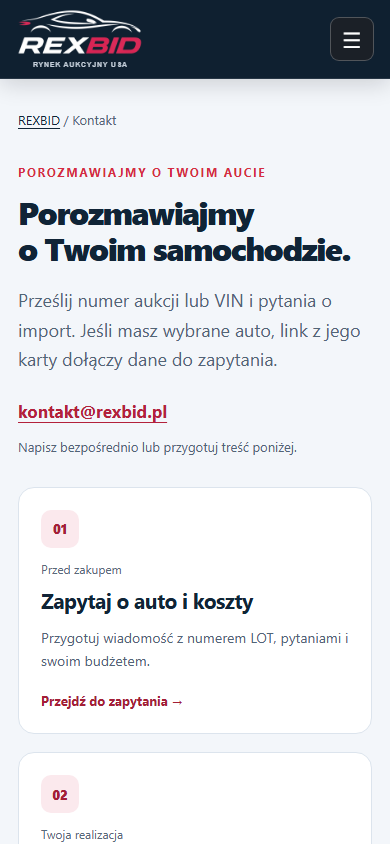 REXBID
RYNEK AUKCYJNY USA
REXBID / Kontakt
POROZMAWIAJMY O TWOIM AUCIE
Porozmawiajmy
o Twoim samochodzie.
Prześlij numer aukcji lub VIN i pytania o
import. Jeśli masz wybrane auto, link z jego
karty dołączy dane do zapytania.
kontakt@rexbid.pl
Napisz bezpośrednio lub przygotuj treść poniżej.
01
Przed zakupem
Zapytaj o auto i koszty
Przygotuj wiadomość z numerem LOT, pytaniami i
swoim budżetem.
Przejdź do zapytania →
02
Twoja realizacja